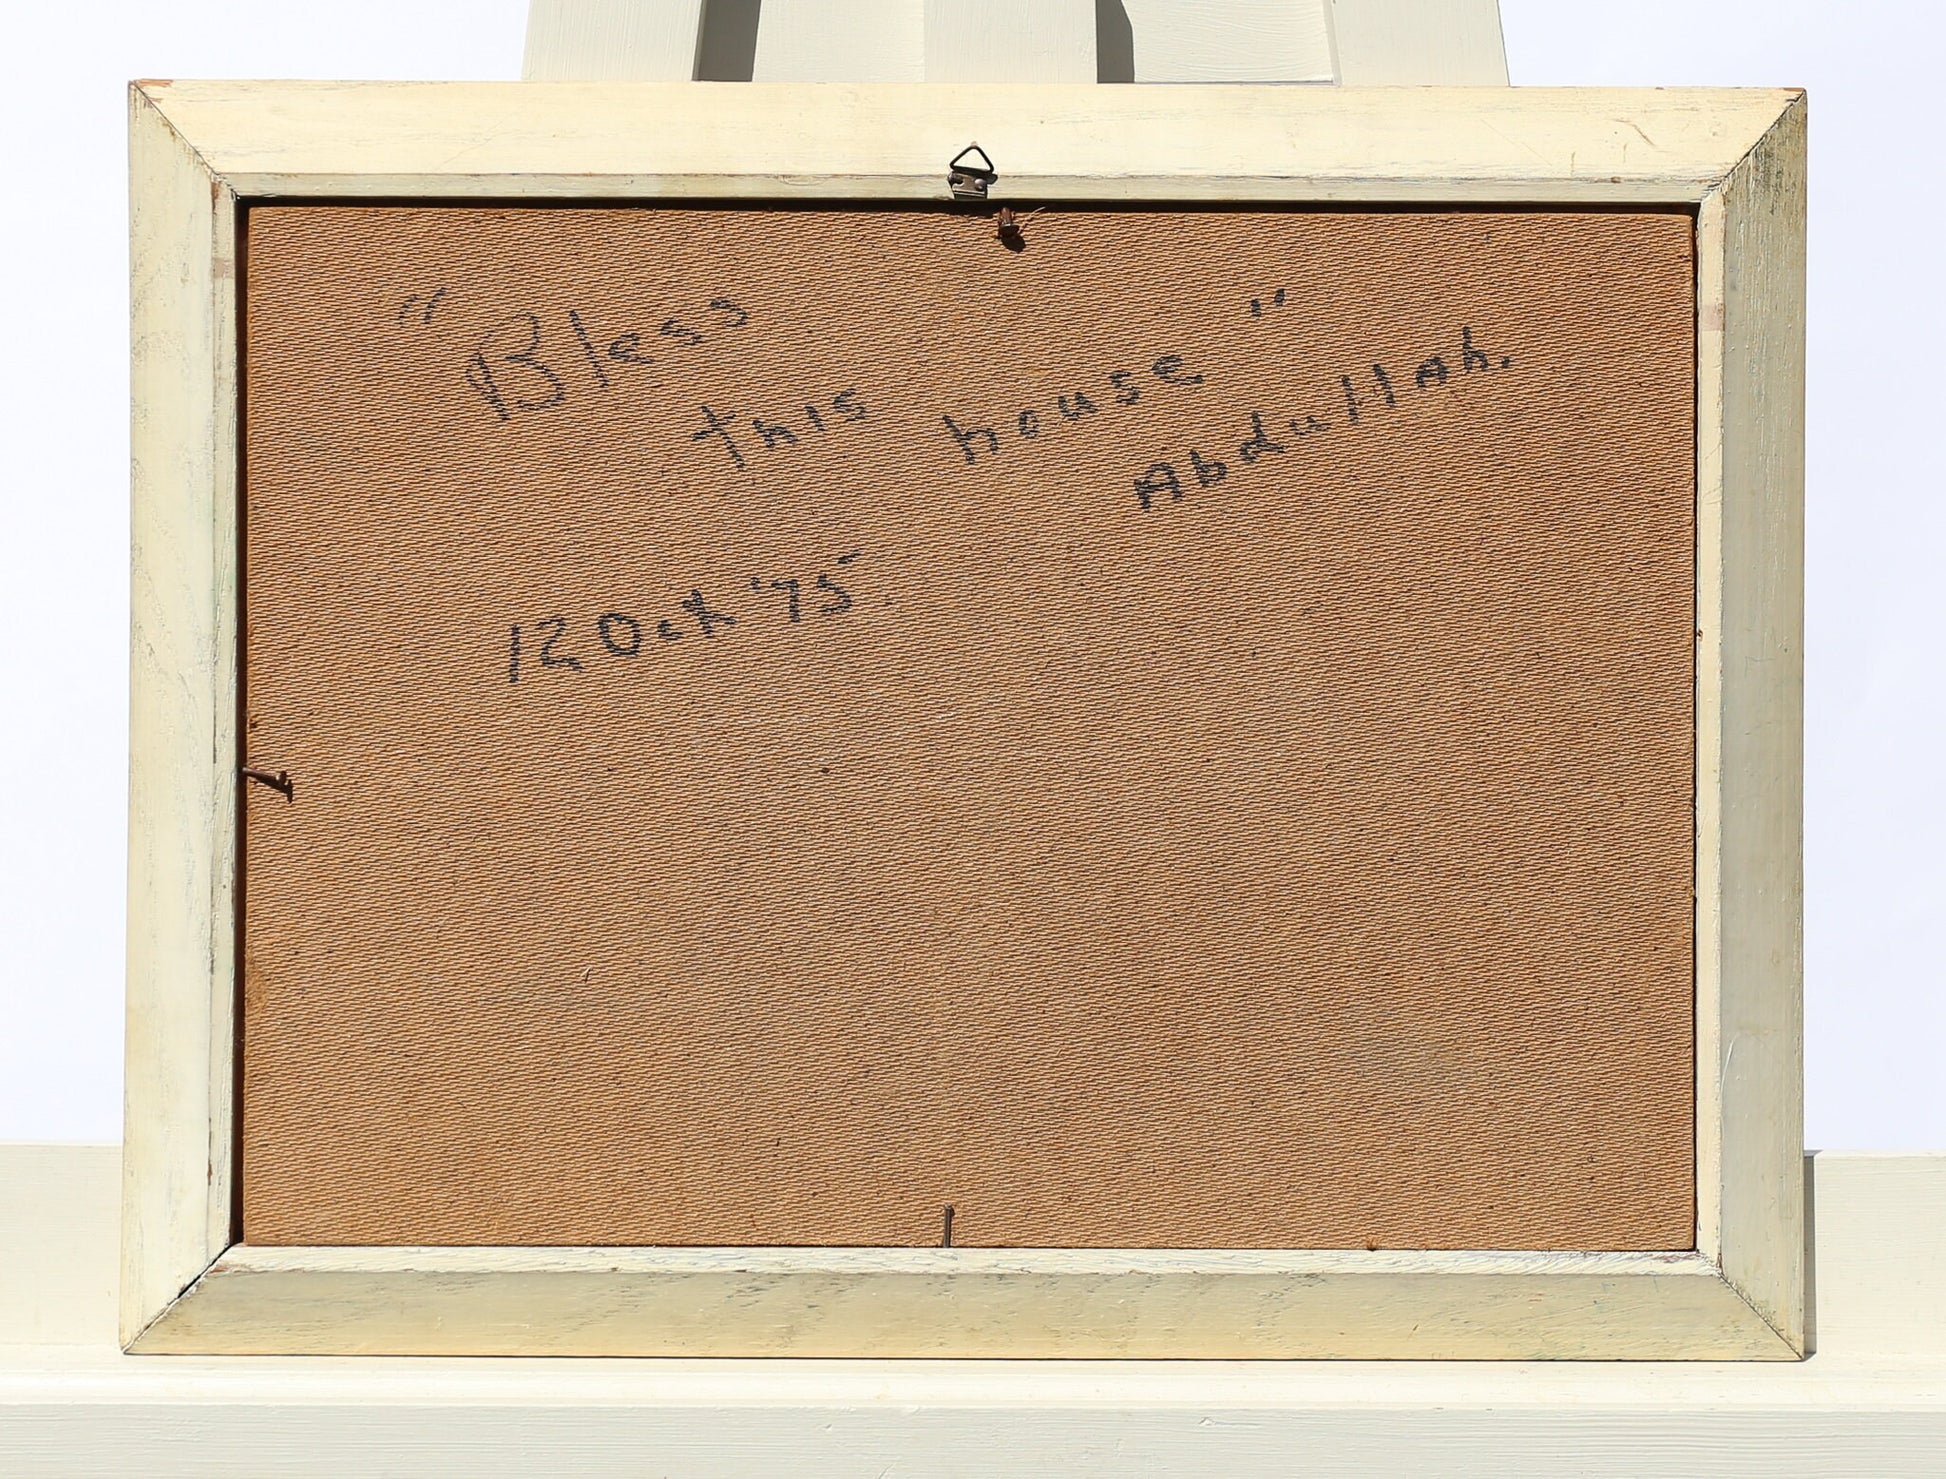 "Bless this house"
Abdullah.
12 Oct '75.